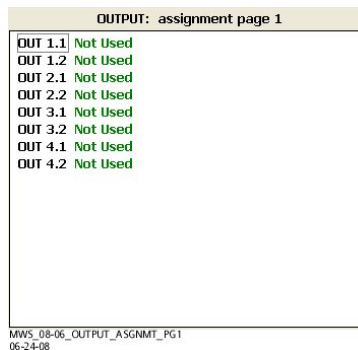 OUTPUT: assignment page 1
OUT 1.1 Not Used
OUT 1.2 Not Used
OUT 2.1 Not Used
OUT 2.2 Not Used
OUT 3.1 Not Used
OUT 3.2 Not Used
OUT 4.1 Not Used
OUT 4.2 Not Used
MWS_08-06_OUTPUT_ASGNMT_PG1
06-24-08